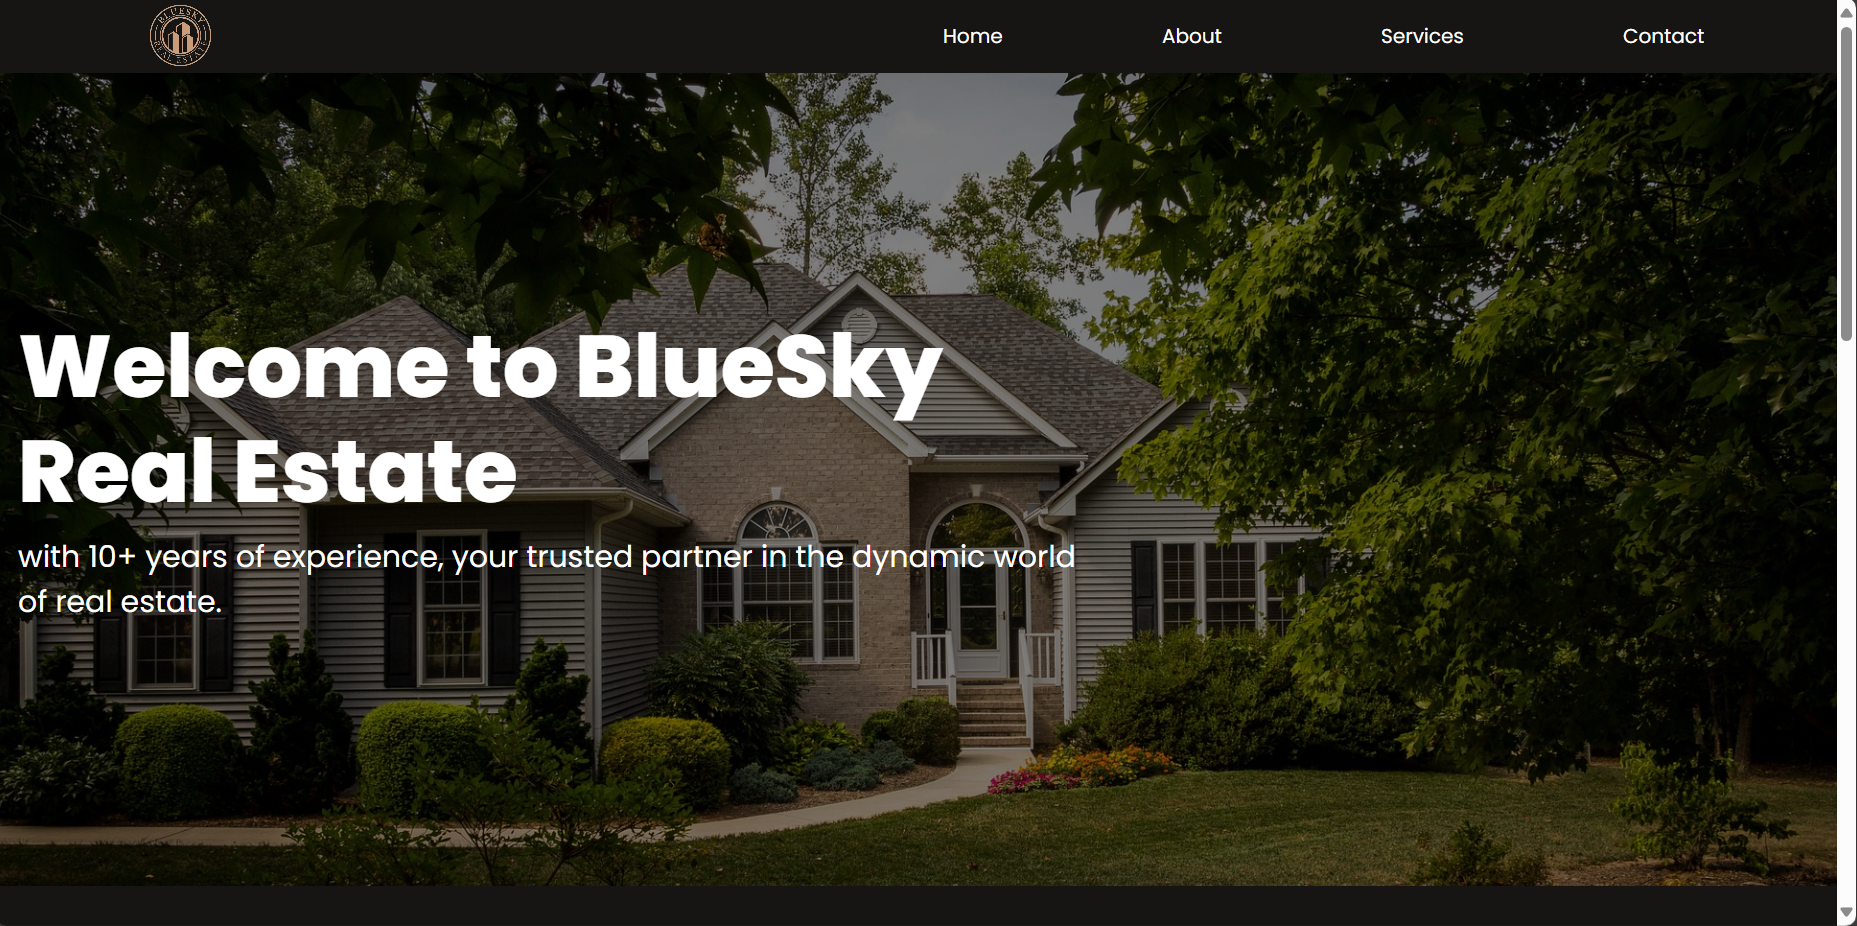 BLUESKY
REAL ESTATE
Home
About
Services
Contact
Welcome to BlueSky
Real Estate
with 10+ years of experience, your trusted partner in the dynamic world
of real estate.